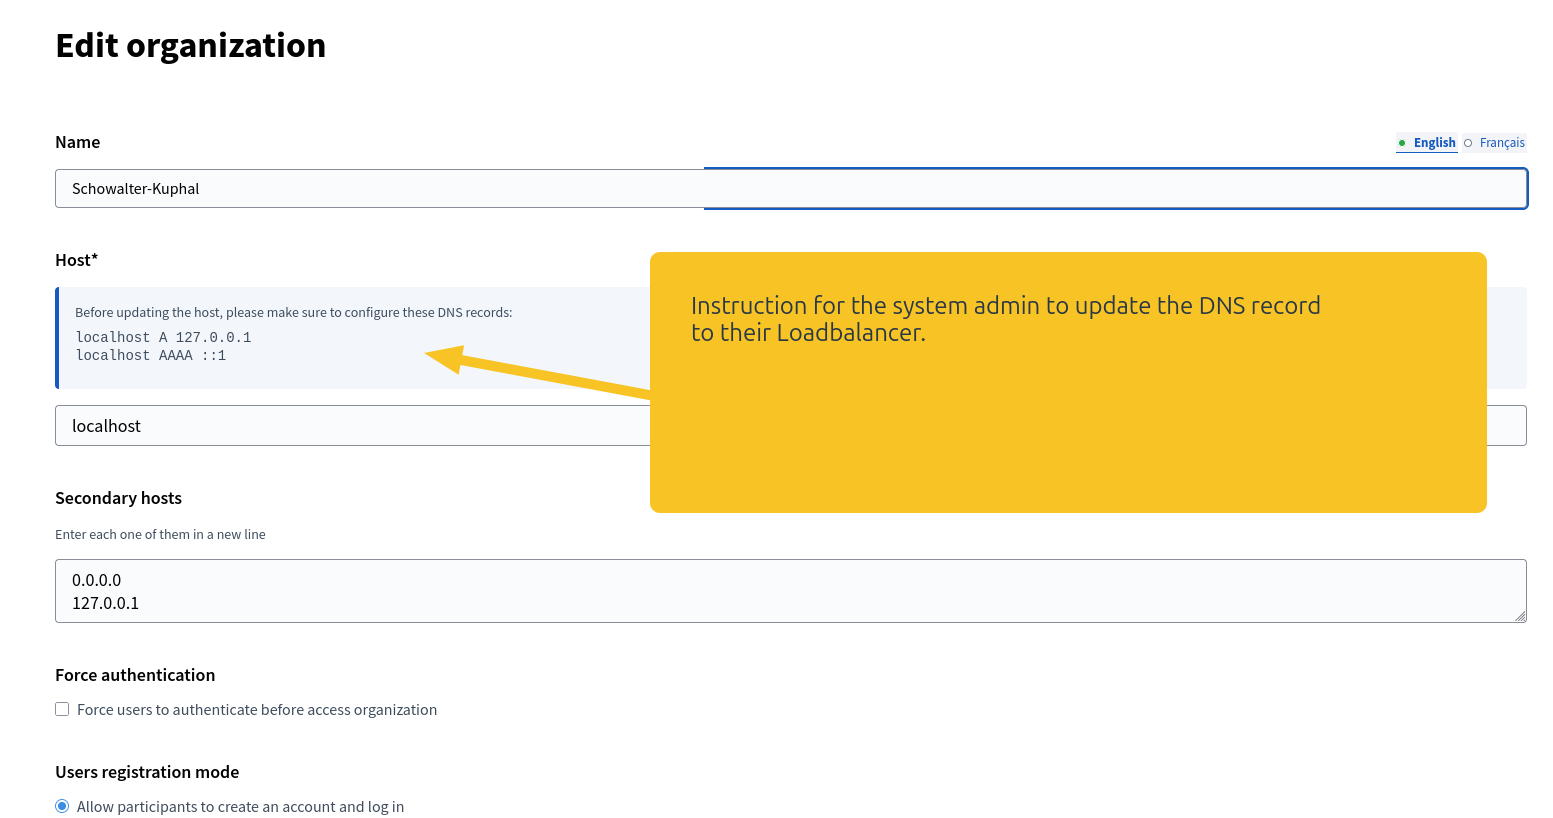 Edit organization
Name
English Français
Schowalter-Kuphal
Host*
Before updating the host, please make sure to configure these DNS records:
localhost A 127.0.0.1
localhost AAAA ::1
Instruction for the system admin to update the DNS record
to their Loadbalancer.
localhost
Secondary hosts
Enter each one of them in a new line
0.0.0.0
127.0.0.1
Force authentication
Force users to authenticate before access organization
Users registration mode
Allow participants to create an account and log in